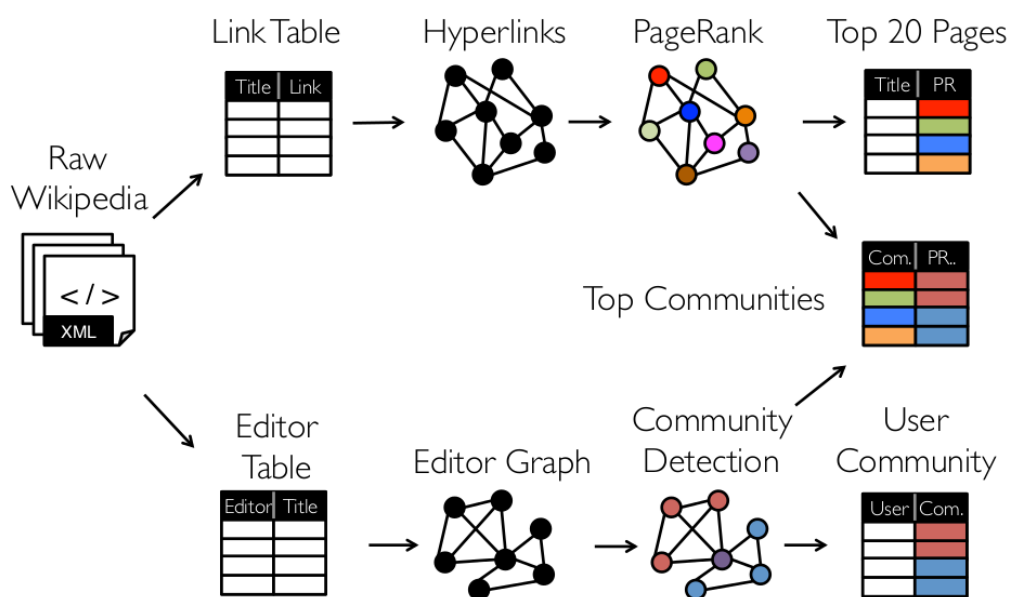 Link Table
Hyperlinks
PageRank
Top 20 Pages
Title Link
Title PR
Raw
Wikipedia
</>
XML
Com. PR..
Top Communities
Editor
Table
Editor Graph
Community
Detection
User
Community
Editor Title
User Com.